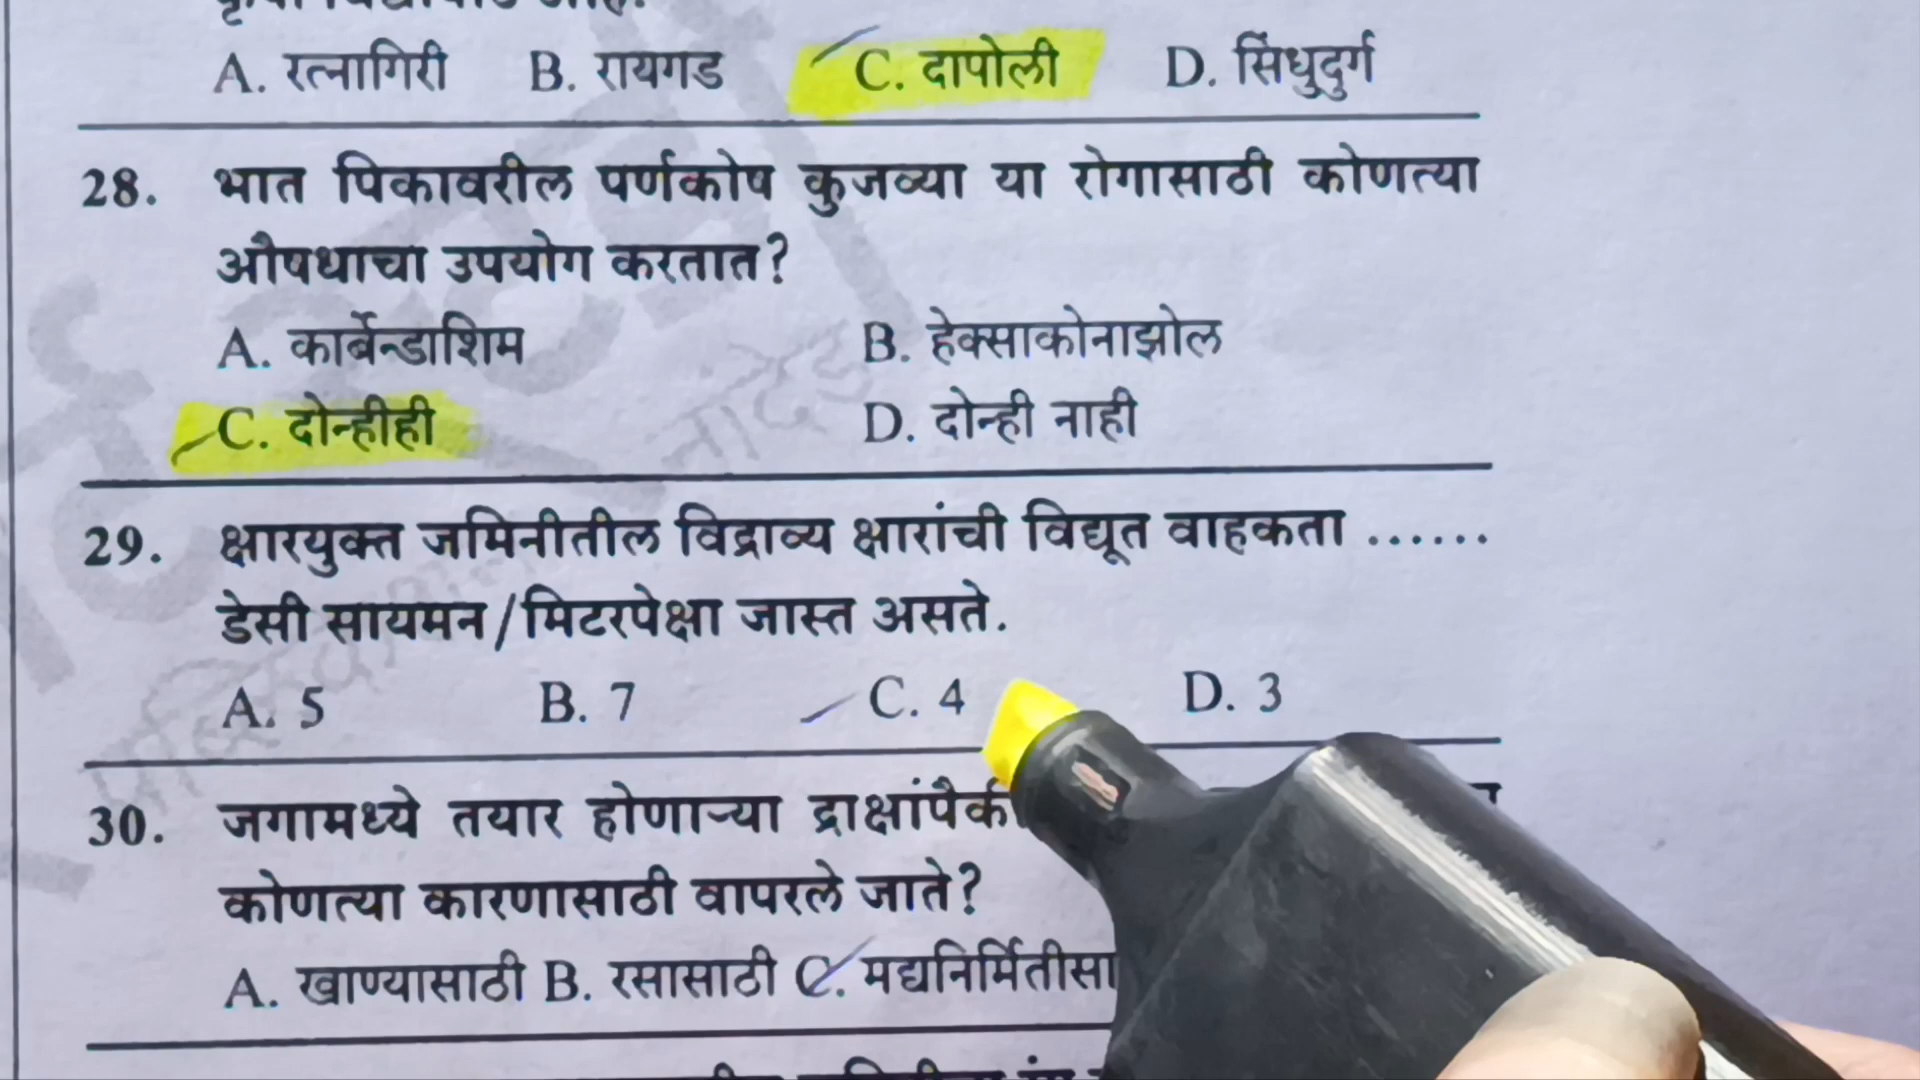 A. रत्नागिरी B. रायगड C. दापोली D. सिंधुदुर्ग
28. भात पिकावरील पर्णकोष कुजव्या या रोगासाठी कोणत्या
औषधाचा उपयोग करतात?
A. कार्बेन्डाशिम B. हेक्साकोनाझोल
C. दोन्हीही D. दोन्ही नाही
29. क्षारयुक्त जमिनीतील विद्राव्य क्षारांची विद्यूत वाहकता ......
डेसी सायमन/मिटरपेक्षा जास्त असते.
A. 5 B. 7 C. 4 D. 3
30. जगामध्ये तयार होणाऱ्या द्राक्षांपैकी
कोणत्या कारणासाठी वापरले जाते?
A. खाण्यासाठी B. रसासाठी C. मद्यनिर्मितीसा